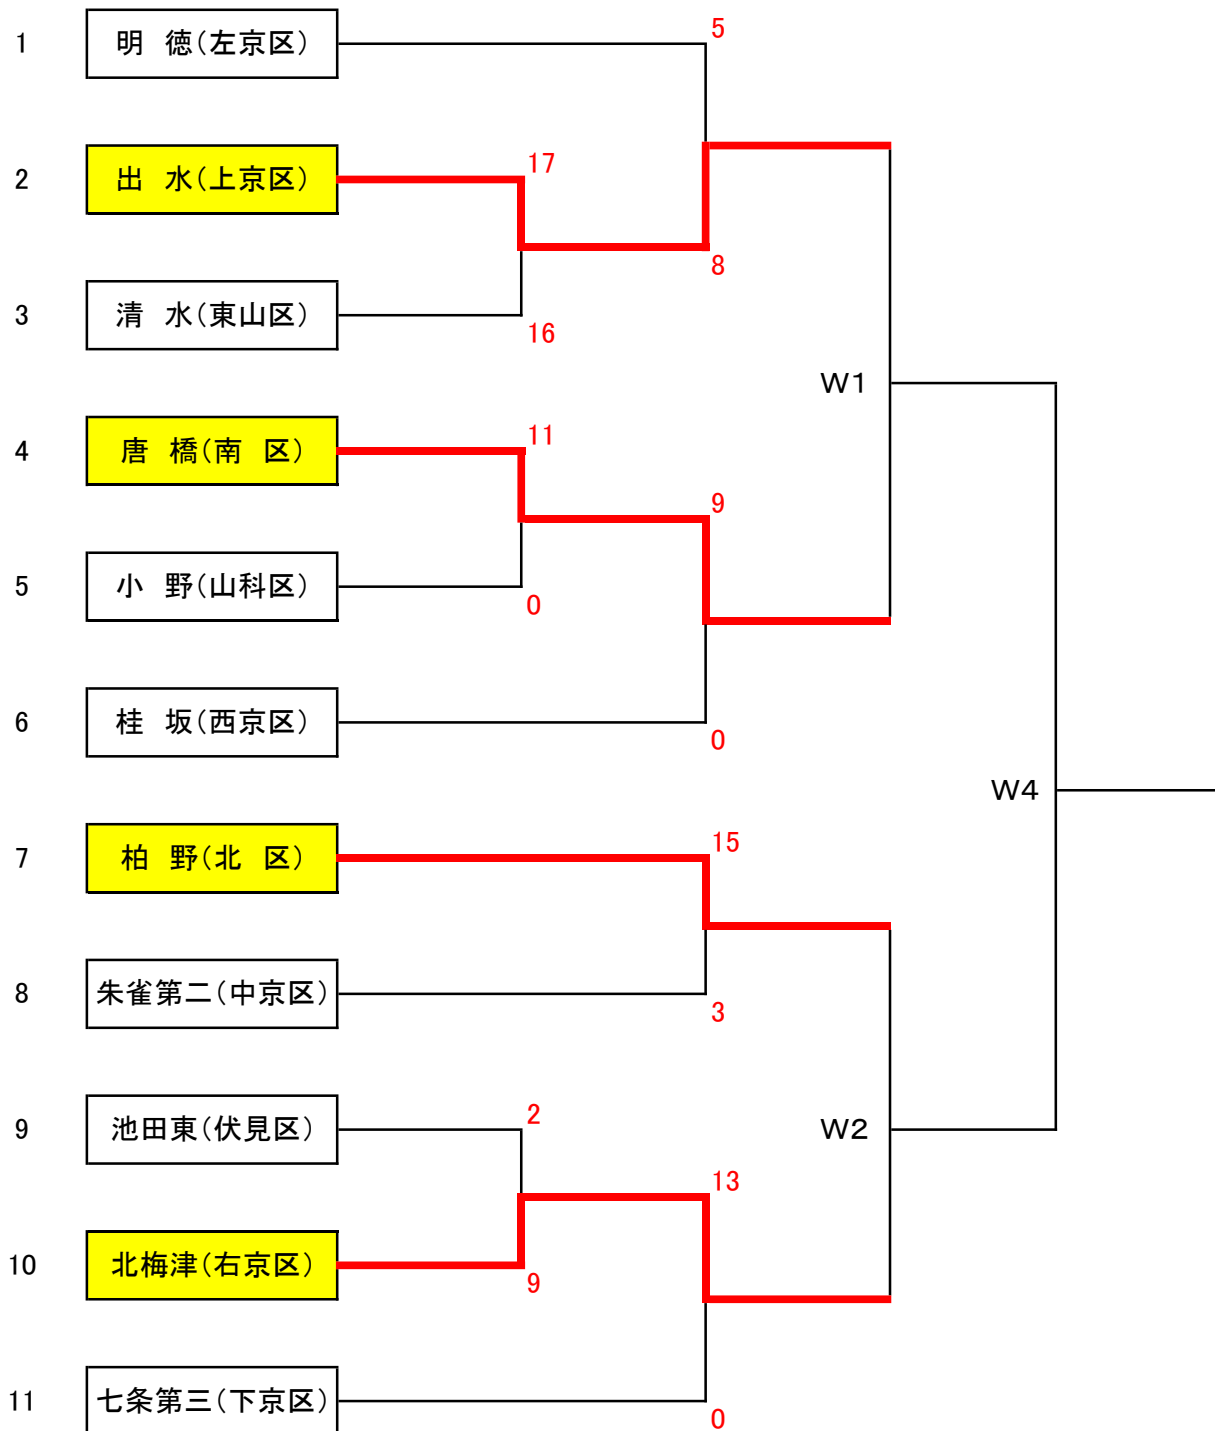 5
1 明 徳(左京区)
17
2 出 水(上京区)
8
3 清 水(東山区)
16
W1
11
4 唐 橋(南 区)
9
5 小 野(山科区)
0
6 桂 坂(西京区)
0
W4
15
7 柏 野(北 区)
8 朱雀第二(中京区)
3
2
9 池田東(伏見区)
W2
13
10 北梅津(右京区)
9
11 七条第三(下京区)
0